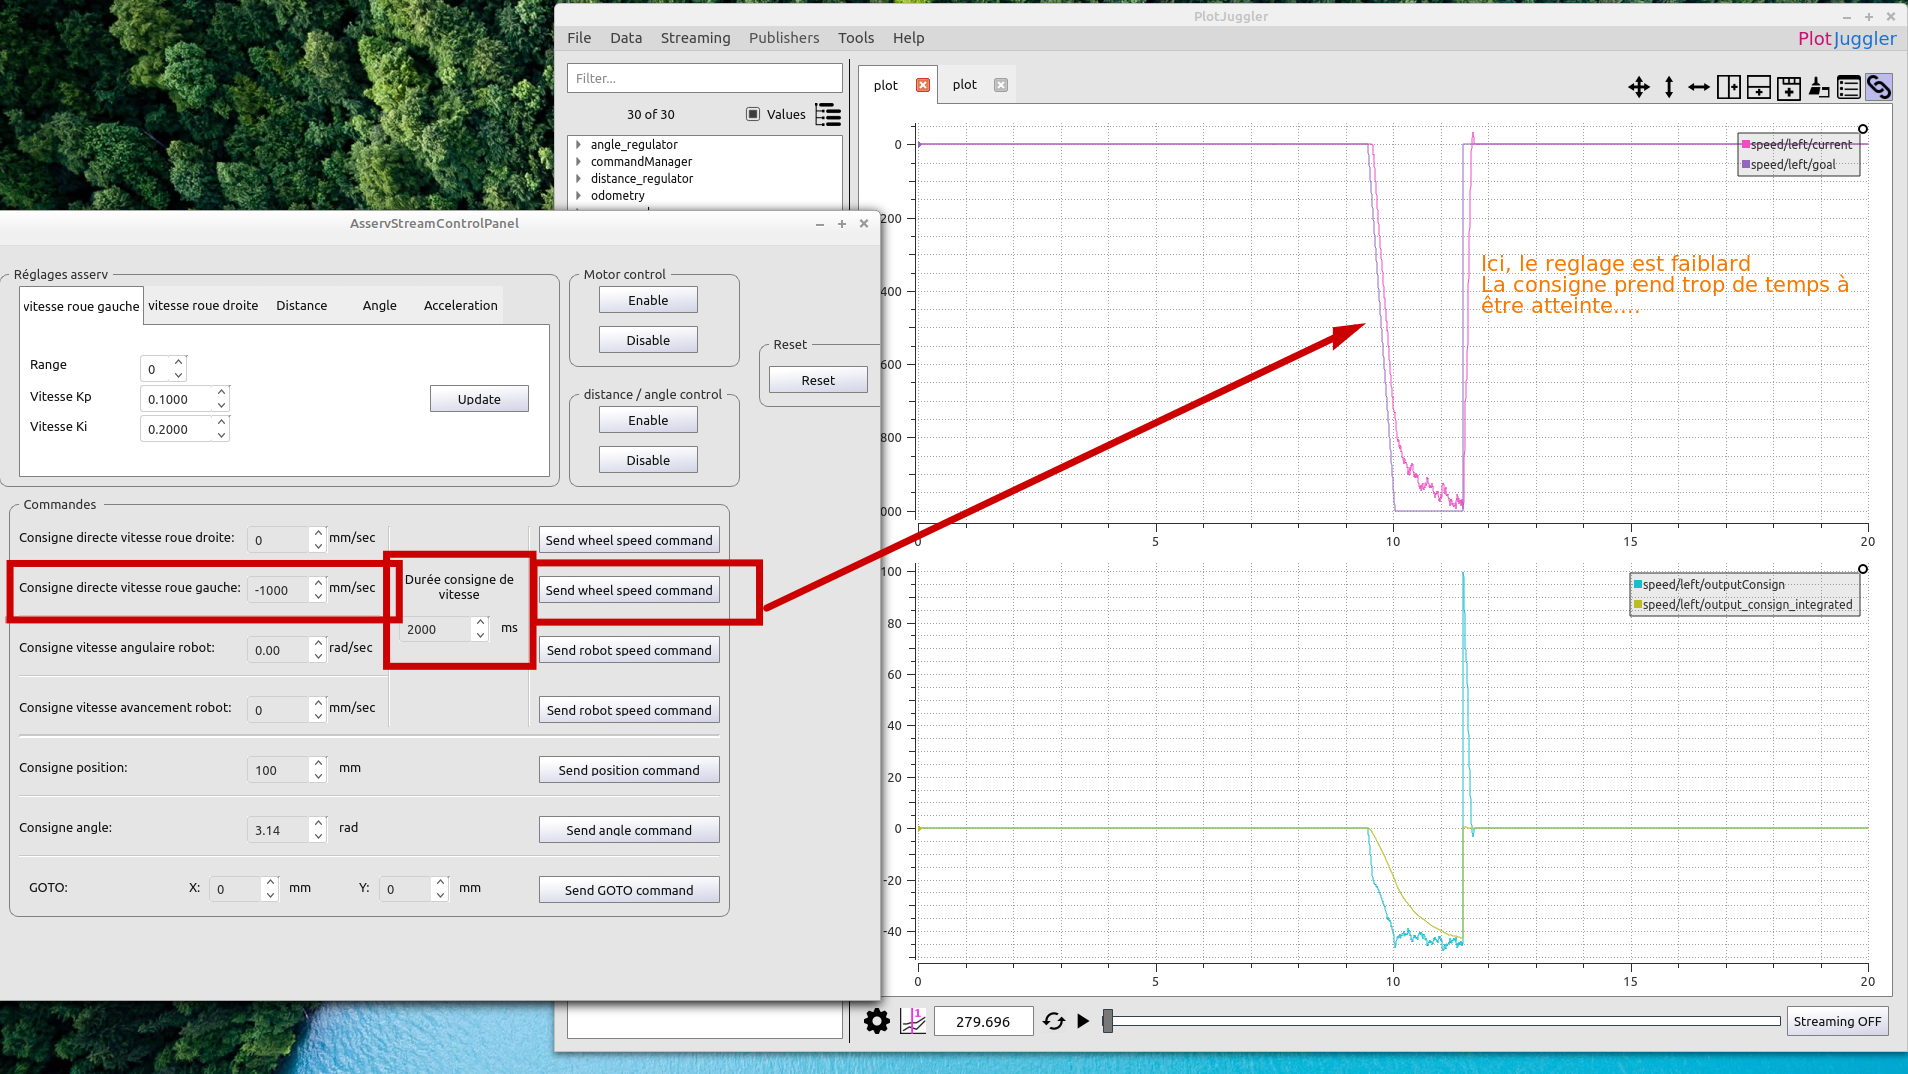 PlotJuggler
File Data Streaming Publishers Tools Help
PlotJuggler
Filter...
30 of 30
Values
angle_regulator
commandManager
distance_regulator
odometry
plot
plot
0
200
400
600
800
000
0
5
10
15
20
speed/left/current
speed/left/goal
Ici, le reglage est faiblard
La consigne prend trop de temps à
être atteinte....
100
80
60
40
20
0
-20
-40
0
5
10
15
20
speed/left/outputConsign
speed/left/output_consign_integrated
1
279.696
Streaming OFF
AsservStreamControlPanel
Réglages asserv
vitesse roue gauche
vitesse roue droite
Distance
Angle
Acceleration
Range
0
Vitesse Kp
0.1000
Vitesse Ki
0.2000
Update
Motor control
Enable
Disable
distance / angle control
Enable
Disable
Reset
Reset
Commandes
Consigne directe vitesse roue droite: 0 mm/sec
Send wheel speed command
Consigne directe vitesse roue gauche: -1000 mm/sec
Durée consigne de
vitesse
2000 ms
Send wheel speed command
Consigne vitesse angulaire robot: 0.00 rad/sec
Send robot speed command
Consigne vitesse avancement robot: 0 mm/sec
Send robot speed command
Consigne position: 100 mm
Send position command
Consigne angle: 3.14 rad
Send angle command
GOTO: X: 0 mm Y: 0 mm
Send GOTO command